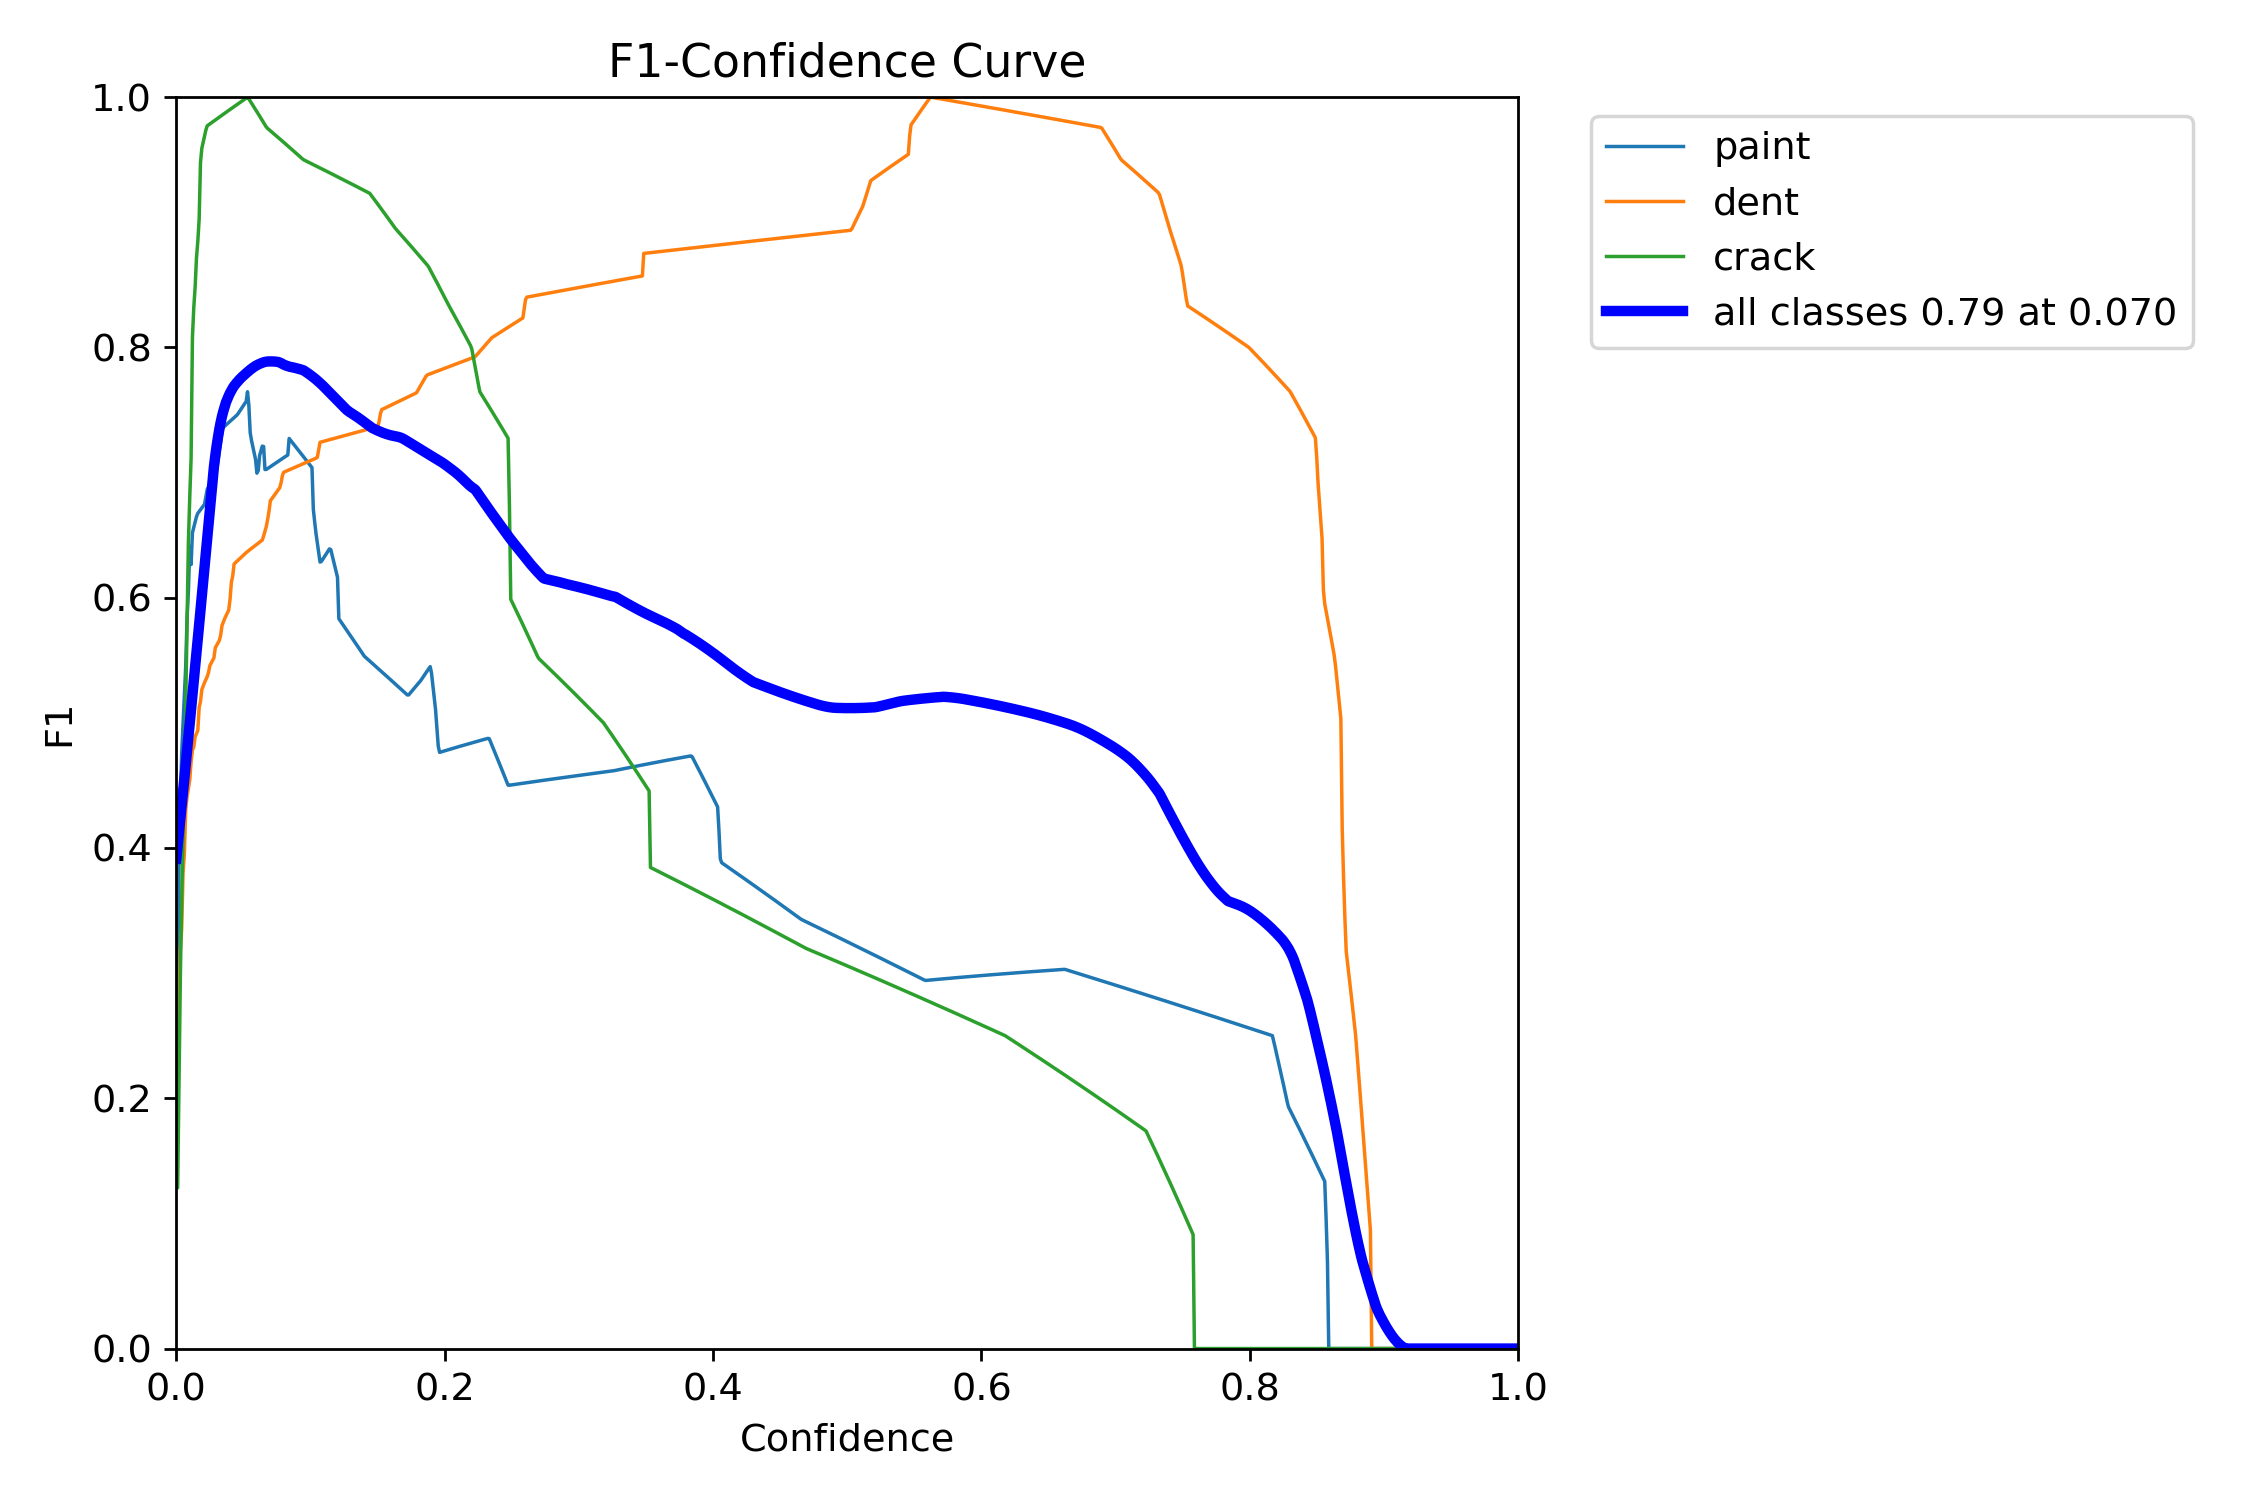 F1-Confidence Curve
1.0
0.8
0.6
0.4
0.2
0.0
F1
0.0 0.2 0.4 0.6 0.8 1.0
Confidence
paint
dent
crack
all classes 0.79 at 0.070